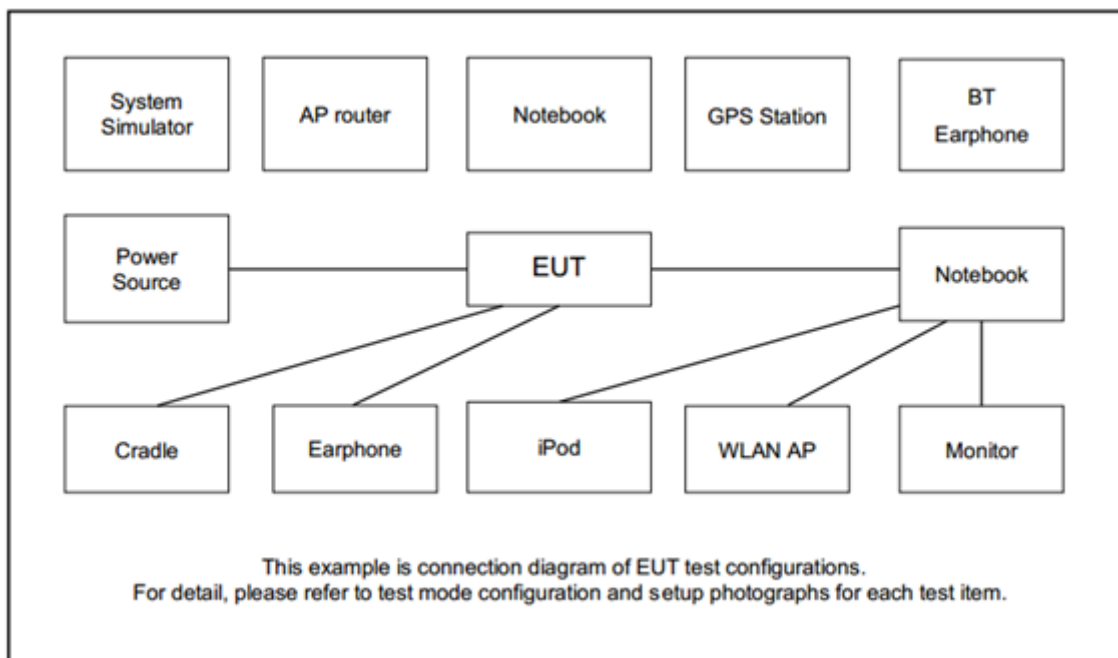 System
Simulator
AP router
Notebook
GPS Station
BT
Earphone
Power
Source
EUT
Notebook
Cradle
Earphone
iPod
WLAN AP
Monitor
This example is connection diagram of EUT test configurations.
For detail, please refer to test mode configuration and setup photographs for each test item.